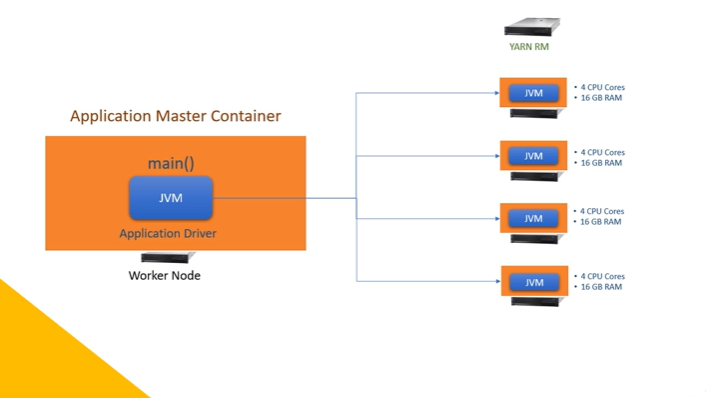 YARN RM
Application Master Container
main()
JVM
Application Driver
Worker Node
JVM
• 4 CPU Cores
• 16 GB RAM
JVM
• 4 CPU Cores
• 16 GB RAM
JVM
• 4 CPU Cores
• 16 GB RAM
JVM
• 4 CPU Cores
• 16 GB RAM